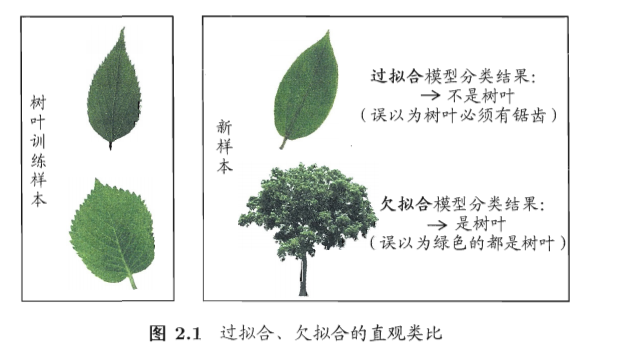 树叶训练样本
新样本
过拟合模型分类结果:
→ 不是树叶
(误以为树叶必须有锯齿)
欠拟合模型分类结果:
→ 是树叶
(误以为绿色的都是树叶)
图 2.1 过拟合、欠拟合的直观类比